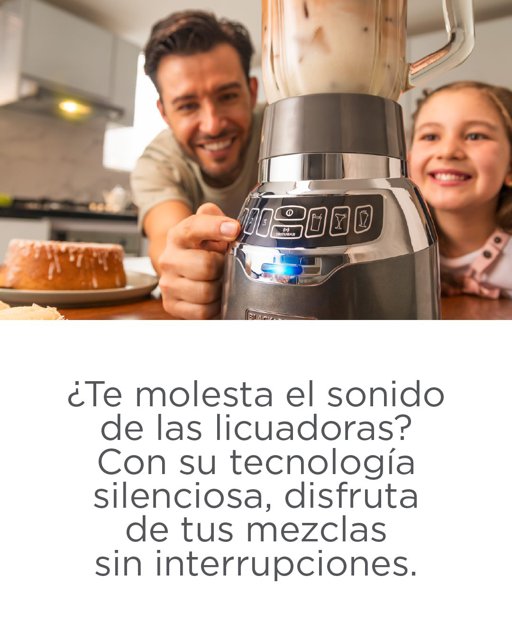 ¿Te molesta el sonido
de las licuadoras?
Con su tecnología
silenciosa, disfruta
de tus mezclas
sin interrupciones.